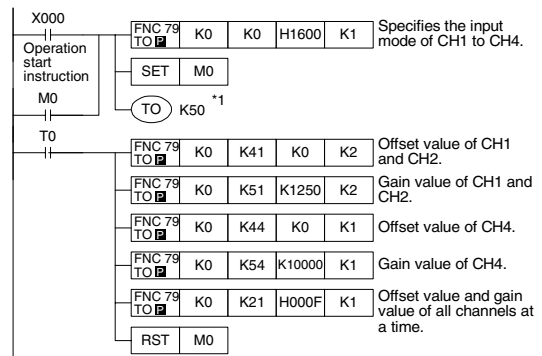 X000
Operation
start
instruction
M0
FNC 79
TO P K0 K0 H1600 K1
Specifies the input
mode of CH1 to CH4.
SET M0
TO K50 *1
T0
FNC 79
TO P K0 K41 K0 K2
Offset value of CH1
and CH2.
FNC 79
TO P K0 K51 K1250 K2
Gain value of CH1 and
CH2.
FNC 79
TO P K0 K44 K0 K1
Offset value of CH4.
FNC 79
TO P K0 K54 K10000 K1
Gain value of CH4.
FNC 79
TO P K0 K21 H000F K1
Offset value and gain
value of all channels at
a time.
RST M0